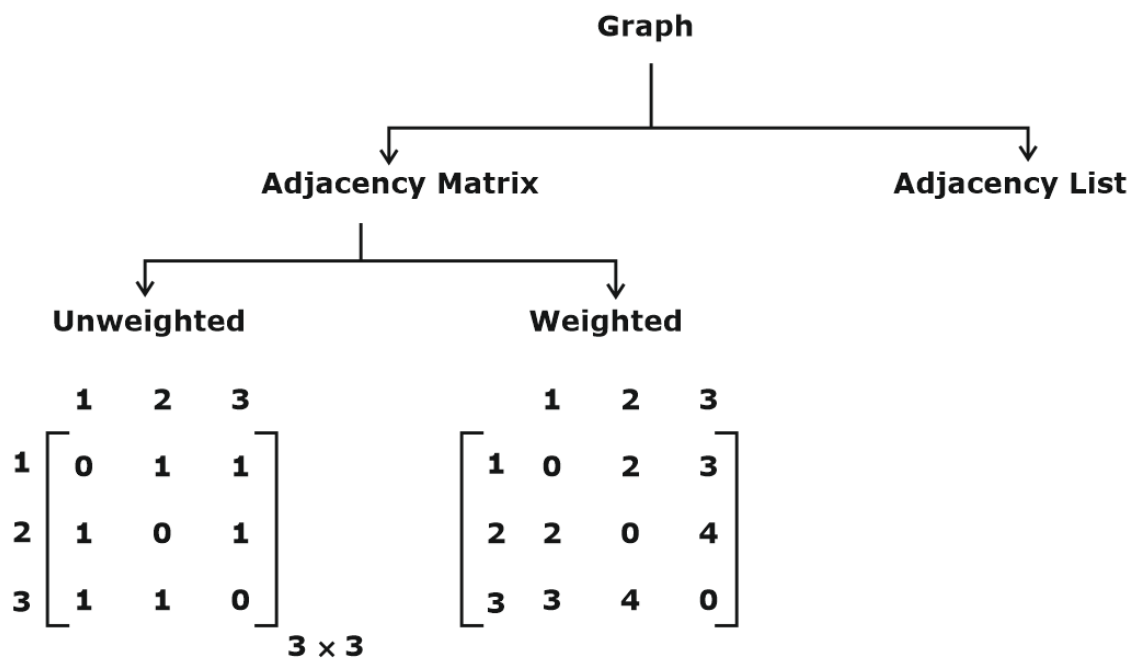 Graph
Adjacency Matrix Adjacency List
Unweighted Weighted
1 2 3 1 2 3
1 0 1 1 1 0 2 3
2 1 0 1 2 2 0 4
3 1 1 0 3 3 4 0
3 × 3